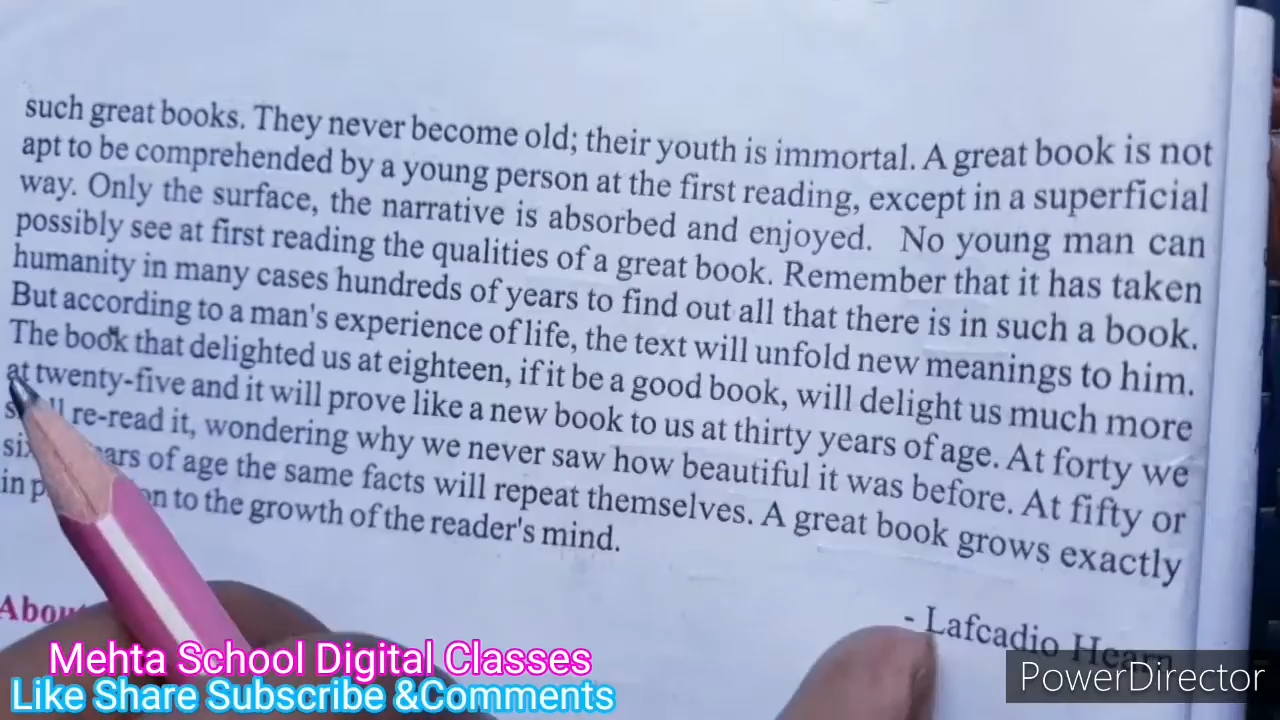 such great books. They never become old; their youth is immortal. A great book is not
apt to be comprehended by a young person at the first reading, except in a superficial
way. Only the surface, the narrative is absorbed and enjoyed. No young man can
possibly see at first reading the qualities of a great book. Remember that it has taken
humanity in many cases hundreds of years to find out all that there is in such a book.
But according to a man's experience of life, the text will unfold new meanings to him.
The book that delighted us at eighteen, if it be a good book, will delight us much more
at twenty-five and it will prove like a new book to us at thirty years of age. At forty we
re-read it, wondering why we never saw how beautiful it was before. At fifty or
of age the same facts will repeat themselves. A great book grows exactly
in to the growth of the reader's mind.
- Lafcadio Hearn
Mehta School Digital Classes
Like Share Subscribe &Comments
PowerDirector